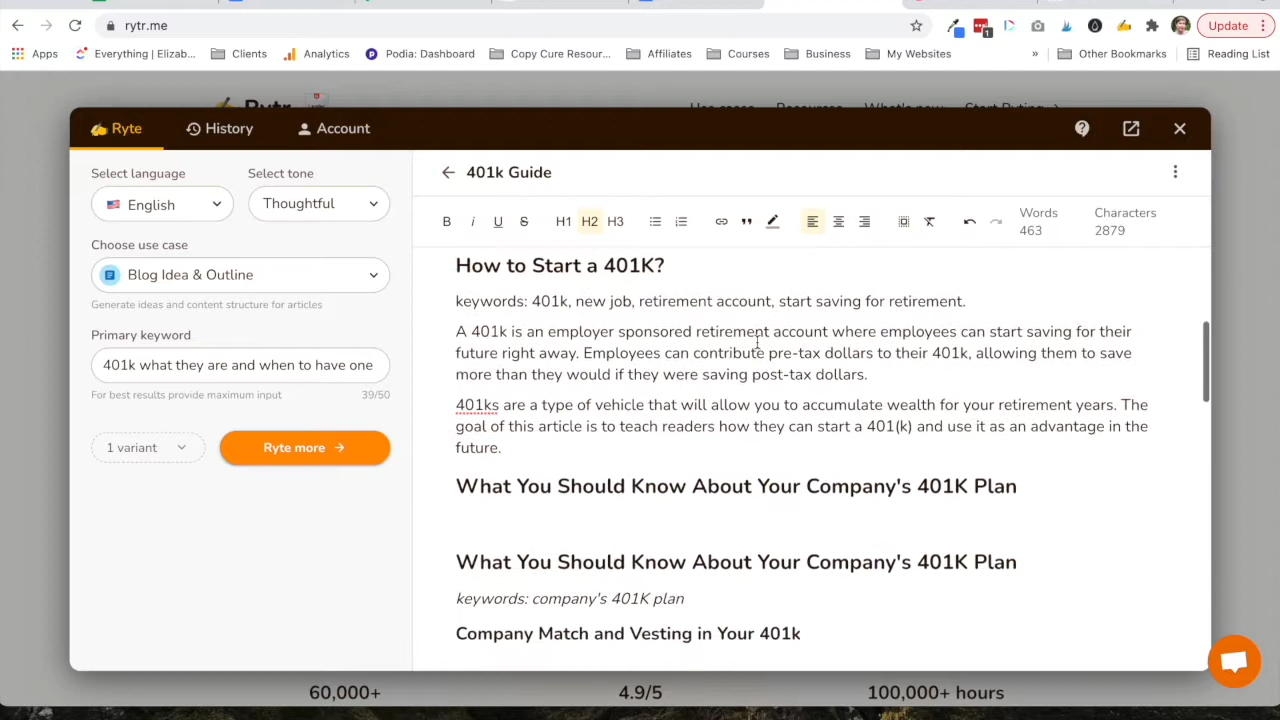 rytr.me
Update
Apps
Everything | Elizab...
Clients
Analytics
Podia: Dashboard
Copy Cure Resour...
Affiliates
Courses
Business
My Websites
»
Other Bookmarks
Reading List
Rytr
Use cases
Resources
What's new
Start Ryting
Ryte
History
Account
Select language
Select tone
English
Thoughtful
Choose use case
Blog Idea & Outline
Generate ideas and content structure for articles
Primary keyword
401k what they are and when to have one
For best results provide maximum input
39/50
1 variant
Ryte more →
401k Guide
B i U S H1 H2 H3
Words
463
Characters
2879
How to Start a 401K?
keywords: 401k, new job, retirement account, start saving for retirement.
A 401k is an employer sponsored retirement account where employees can start saving for their
future right away. Employees can contribute pre-tax dollars to their 401k, allowing them to save
more than they would if they were saving post-tax dollars.
401ks are a type of vehicle that will allow you to accumulate wealth for your retirement years. The
goal of this article is to teach readers how they can start a 401(k) and use it as an advantage in the
future.
What You Should Know About Your Company's 401K Plan
What You Should Know About Your Company's 401K Plan
keywords: company's 401K plan
Company Match and Vesting in Your 401k
60,000+
4.9/5
100,000+ hours